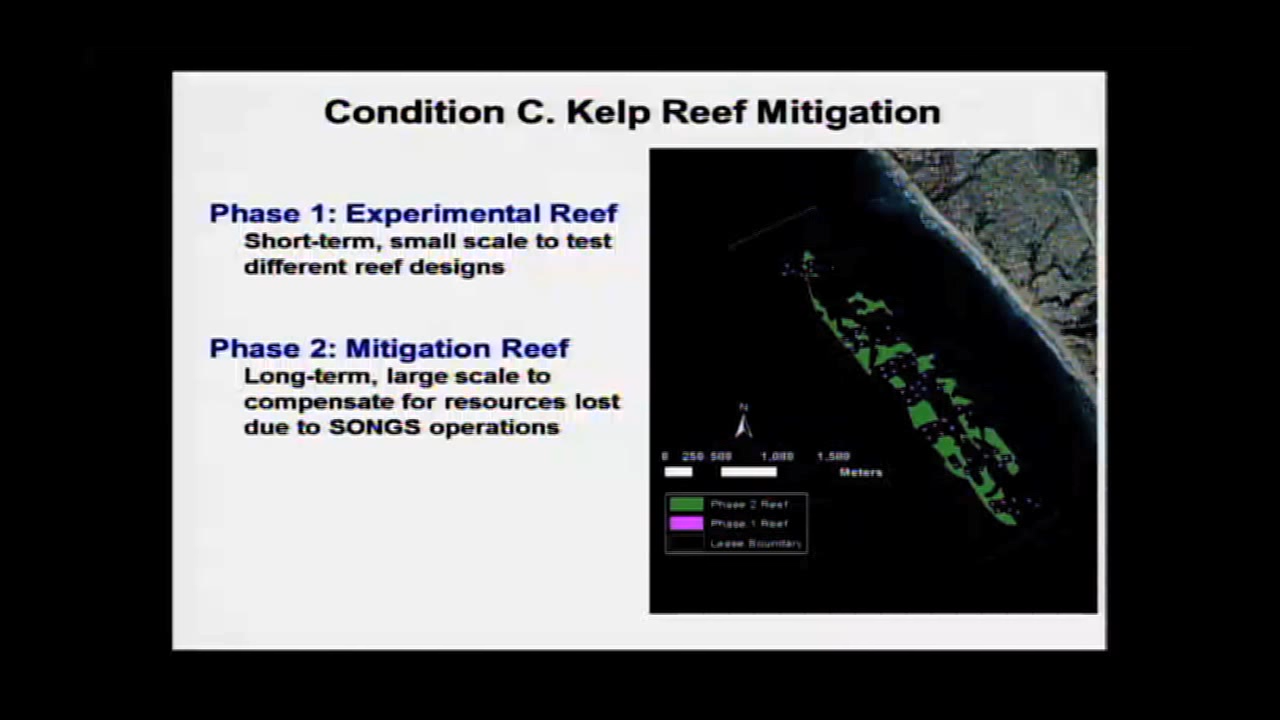 Condition C. Kelp Reef Mitigation
Phase 1: Experimental Reef
Short-term, small scale to test
different reef designs
Phase 2: Mitigation Reef
Long-term, large scale to
compensate for resources lost
due to SONGS operations
N
0 250 500 1,000 1,500
Meters
Phase 2 Reef
Phase 1 Reef
Lease Boundary